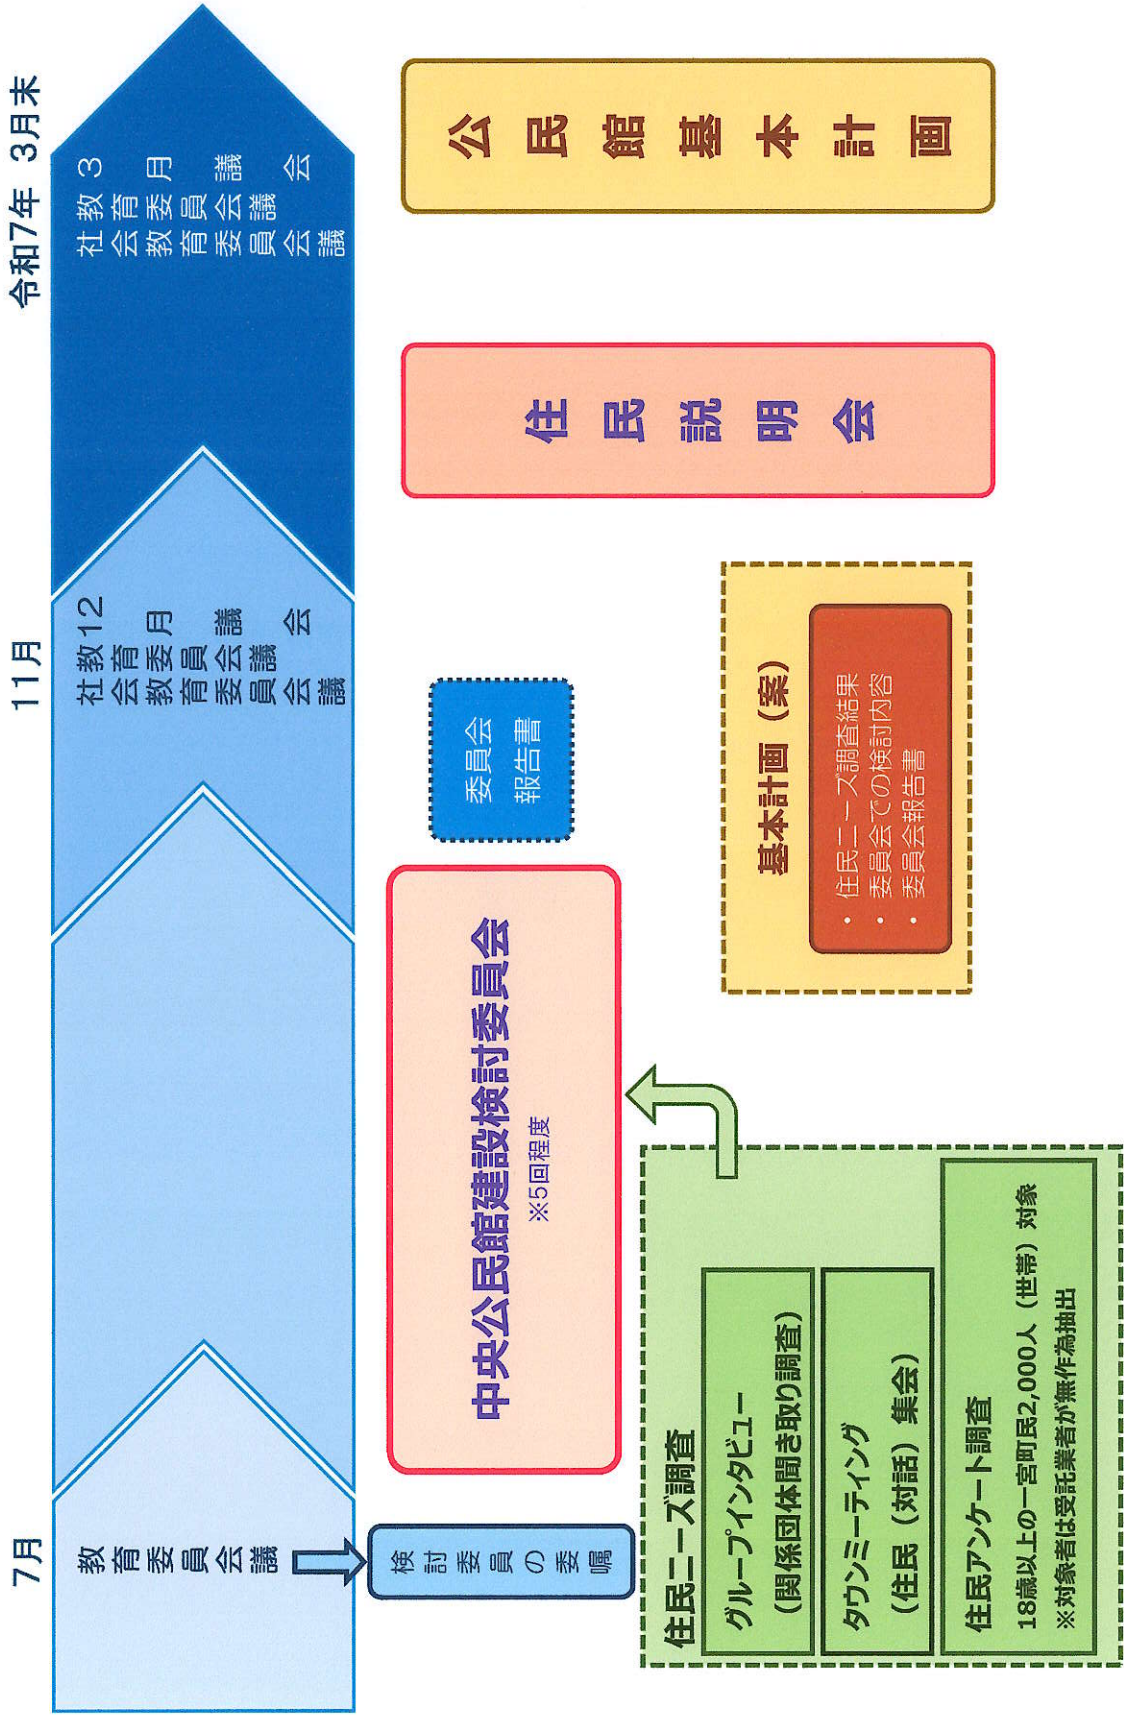 7月
11月
令和7年 3月末
教育委員会議
12月議会
教育委員会議
社会教育委員会議
3月議会
教育委員会議
社会教育委員会議
検討委員の委嘱
中央公民館建設検討委員会
※5回程度
委員会
報告書
住民説明会
公民館基本計画
住民ニーズ調査
グループインタビュー
(関係団体聞き取り調査)
タウンミーティング
(住民(対話)集会)
住民アンケート調査
18歳以上の一宮町民2,000人(世帯)対象
※対象者は受託業者が無作為抽出
基本計画(案)
・ 住民ニーズ調査結果
・ 委員会での検討内容
・ 委員会報告書